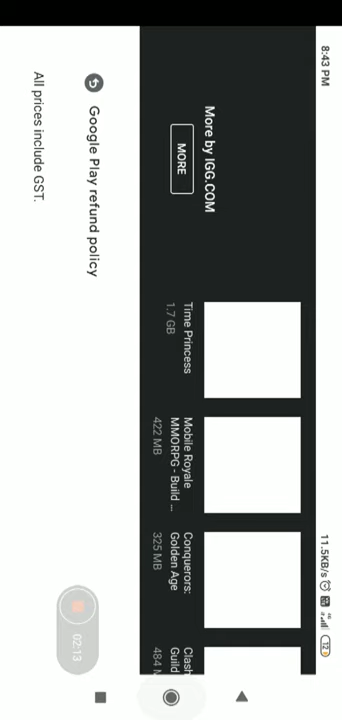 8:43 PM
11.5KB/s
12
More by IGG.COM
MORE
Time Princess
1.7 GB
Mobile Royale
MMORPG - Build ...
422 MB
Conquerors:
Golden Age
325 MB
Clash
Guild
484 M
Google Play refund policy
All prices include GST.
02:13